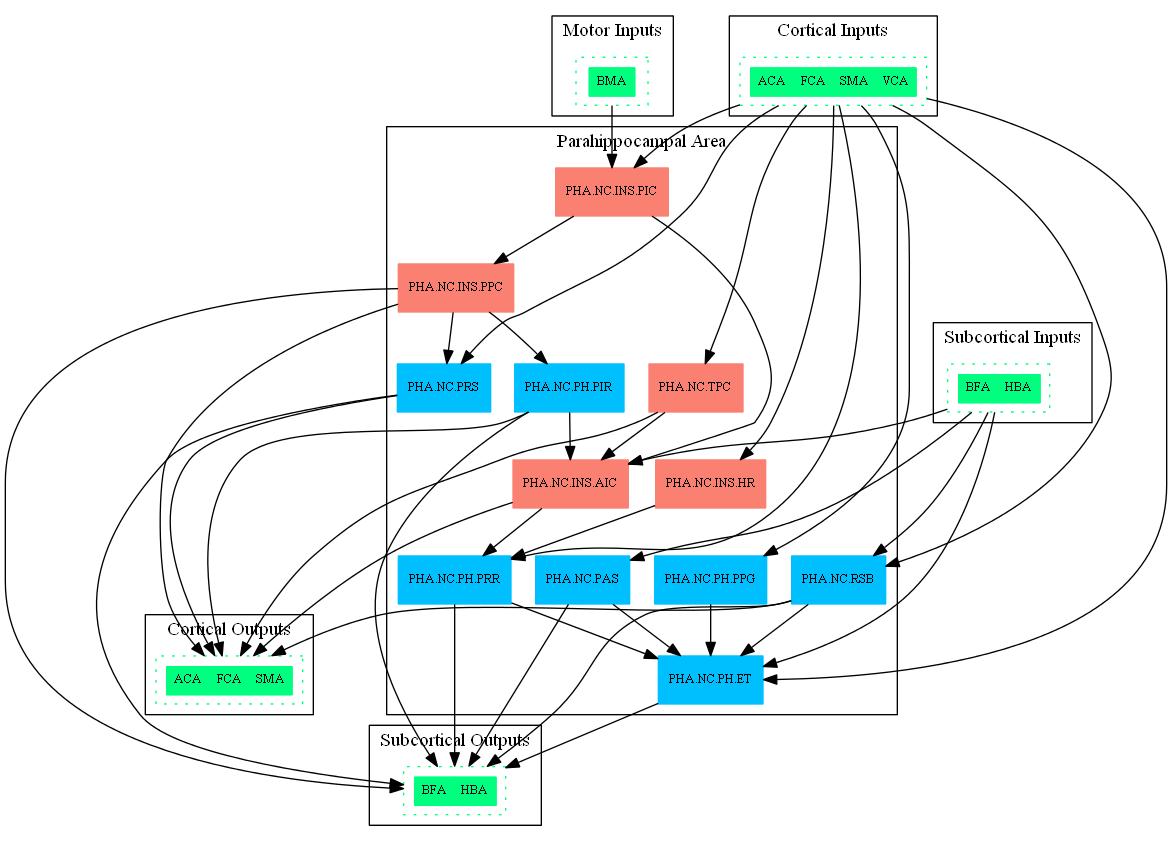 Motor Inputs
Cortical Inputs
BMA
ACA FCA SMA VCA
Parahippocampal Area
PHA.NC.INS.PIC
PHA.NC.INS.PPC
Subcortical Inputs
PHA.NC.PRS
PHA.NC.PH.PIR
PHA.NC.TPC
BFA HBA
PHA.NC.INS.AIC
PHA.NC.INS.HR
PHA.NC.PH.PRR
PHA.NC.PAS
PHA.NC.PH.PPG
PHA.NC.RSB
Cortical Outputs
ACA FCA SMA
PHA.NC.PH.ET
Subcortical Outputs
BFA HBA